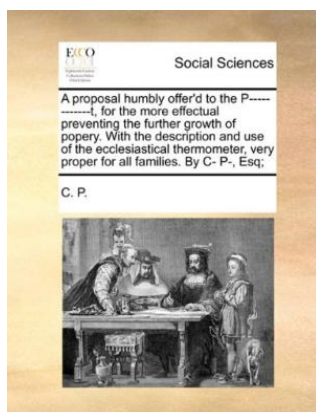 ECCO
Social Sciences
A proposal humbly offer'd to the P-----
------------t, for the more effectual
preventing the further growth of
popery. With the description and use
of the ecclesiastical thermometer, very
proper for all families. By C- P-, Esq;
C. P.